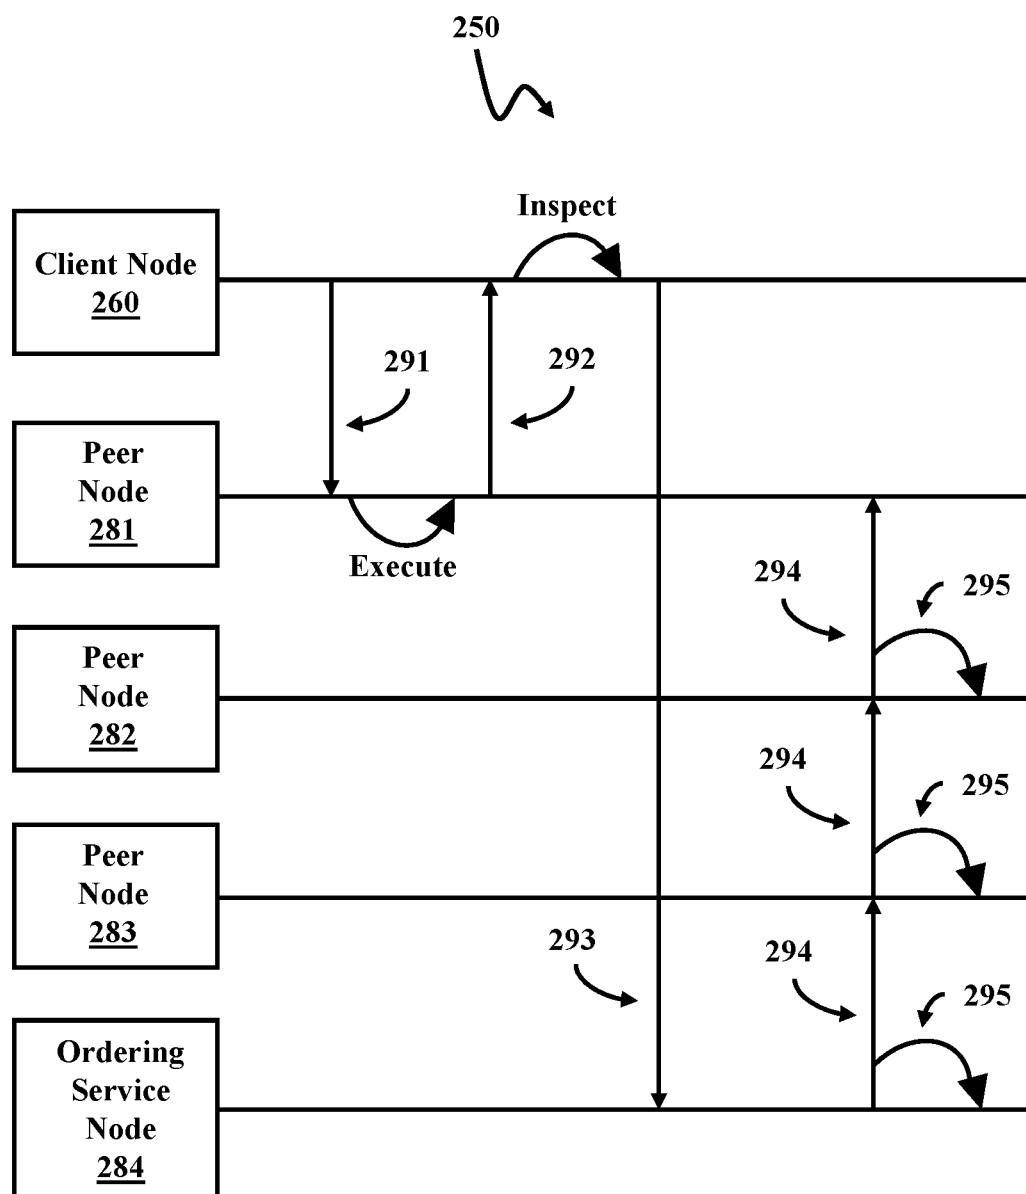 250
Inspect
Client Node
260
291
292
Peer
Node
281
Execute
294
295
Peer
Node
282
294
295
Peer
Node
283
293
294
295
Ordering
Service
Node
284